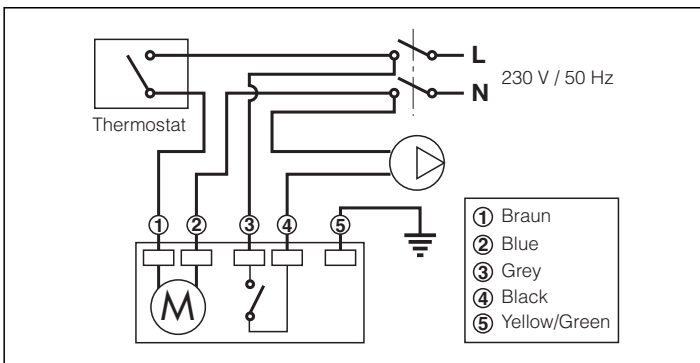 L
N
230 V / 50 Hz
Thermostat
1 2 3 4 5
M
1 Braun
2 Blue
3 Grey
4 Black
5 Yellow/Green